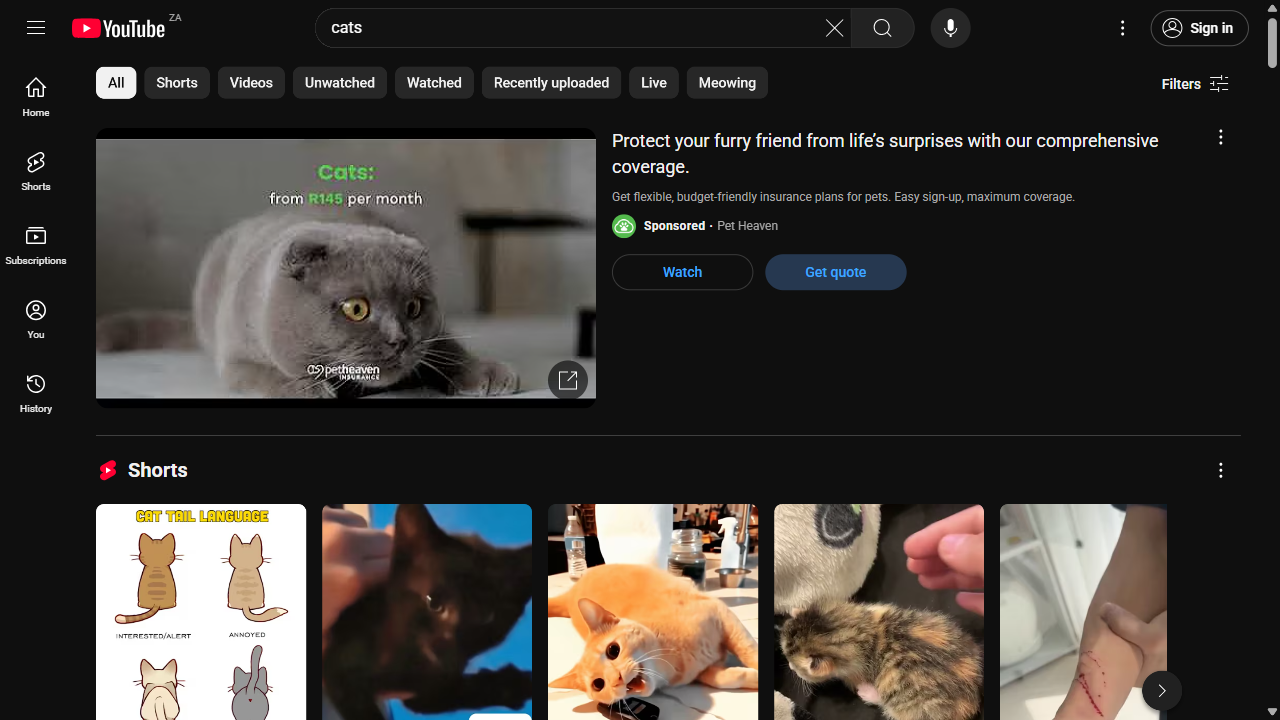 YouTube ZA
cats
Sign in
Home
Shorts
Subscriptions
You
History
All
Shorts
Videos
Unwatched
Watched
Recently uploaded
Live
Meowing
Filters
Cats:
from R145 per month
petheaven
INSURANCE
Protect your furry friend from life’s surprises with our comprehensive
coverage.
Get flexible, budget-friendly insurance plans for pets. Easy sign-up, maximum coverage.
Sponsored · Pet Heaven
Watch
Get quote
Shorts
CAT TAIL LANGUAGE
INTERESTED/ALERT
ANNOYED